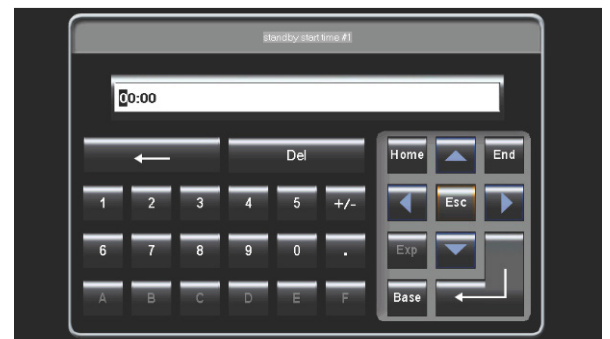 standby start time #1
00:00
Del Home End
1 2 3 4 5 +/- Esc
6 7 8 9 0 . Exp
A B C D E F Base